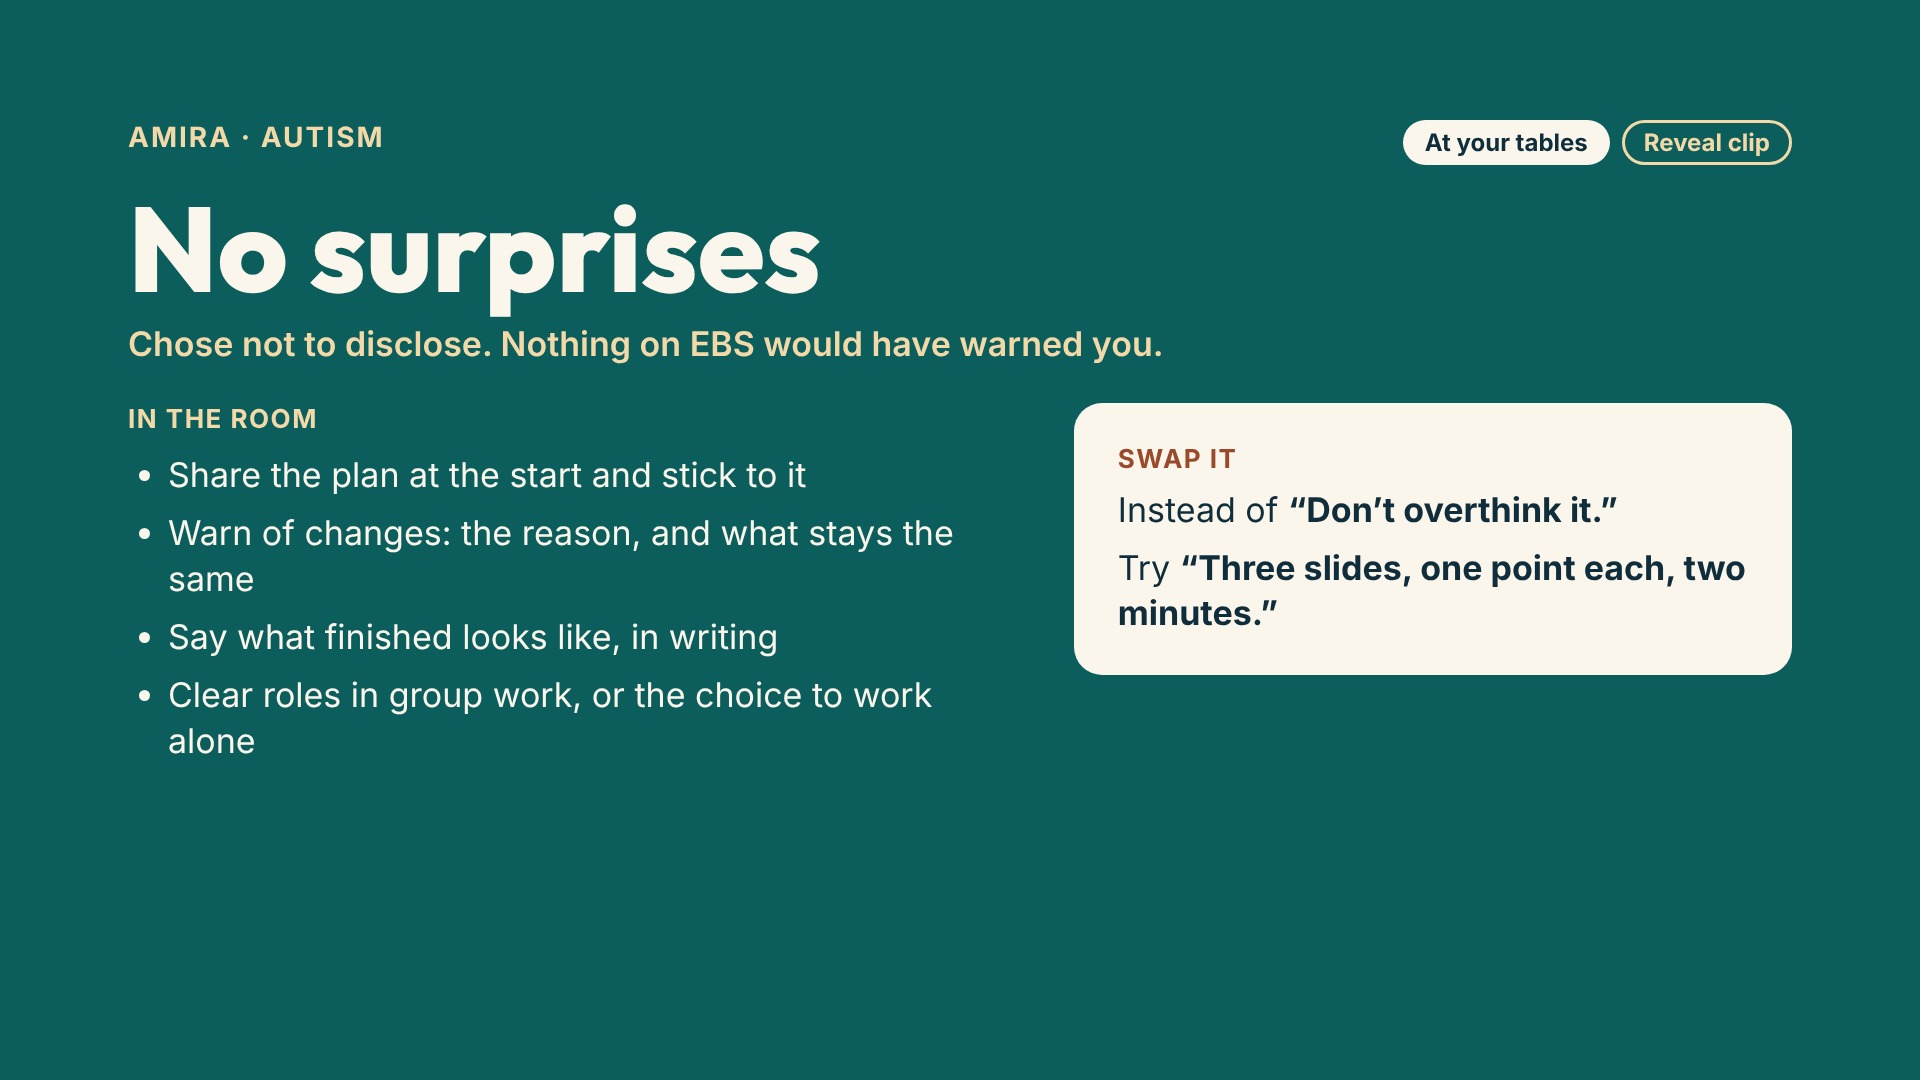 AMIRA · AUTISM
At your tables
Reveal clip
No surprises
Chose not to disclose. Nothing on EBS would have warned you.
IN THE ROOM
• Share the plan at the start and stick to it
• Warn of changes: the reason, and what stays the
same
• Say what finished looks like, in writing
• Clear roles in group work, or the choice to work
alone
SWAP IT
Instead of “Don’t overthink it.”
Try “Three slides, one point each, two
minutes.”